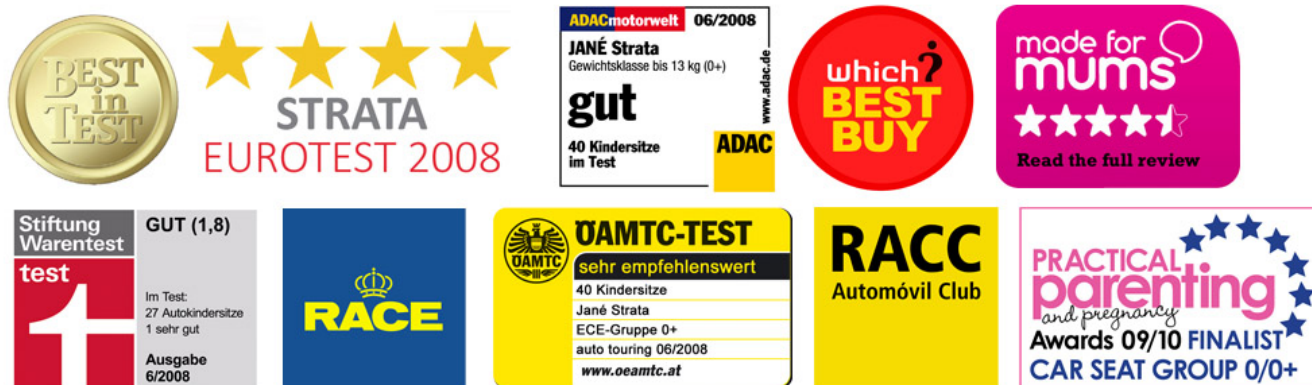 BEST
in
TEST
STRATA
EUROTEST 2008
ADACmotorwelt 06/2008
JANÉ Strata
Gewichtsklasse bis 13 kg (0+)
gut
40 Kindersitze
im Test
www.adac.de
ADAC
which?
BEST
BUY
made for
mums
Read the full review
Stiftung
Warentest
test
GUT (1,8)
Im Test:
27 Autokindersitze
1 sehr gut
Ausgabe
6/2008
RACE
ÖAMTC
ÖAMTC-TEST
sehr empfehlenswert
40 Kindersitze
Jané Strata
ECE-Gruppe 0+
auto touring 06/2008
www.oeamtc.at
RACC
Automóvil Club
PRACTICAL
parenting
and pregnancy
Awards 09/10 FINALIST
CAR SEAT GROUP 0/0+